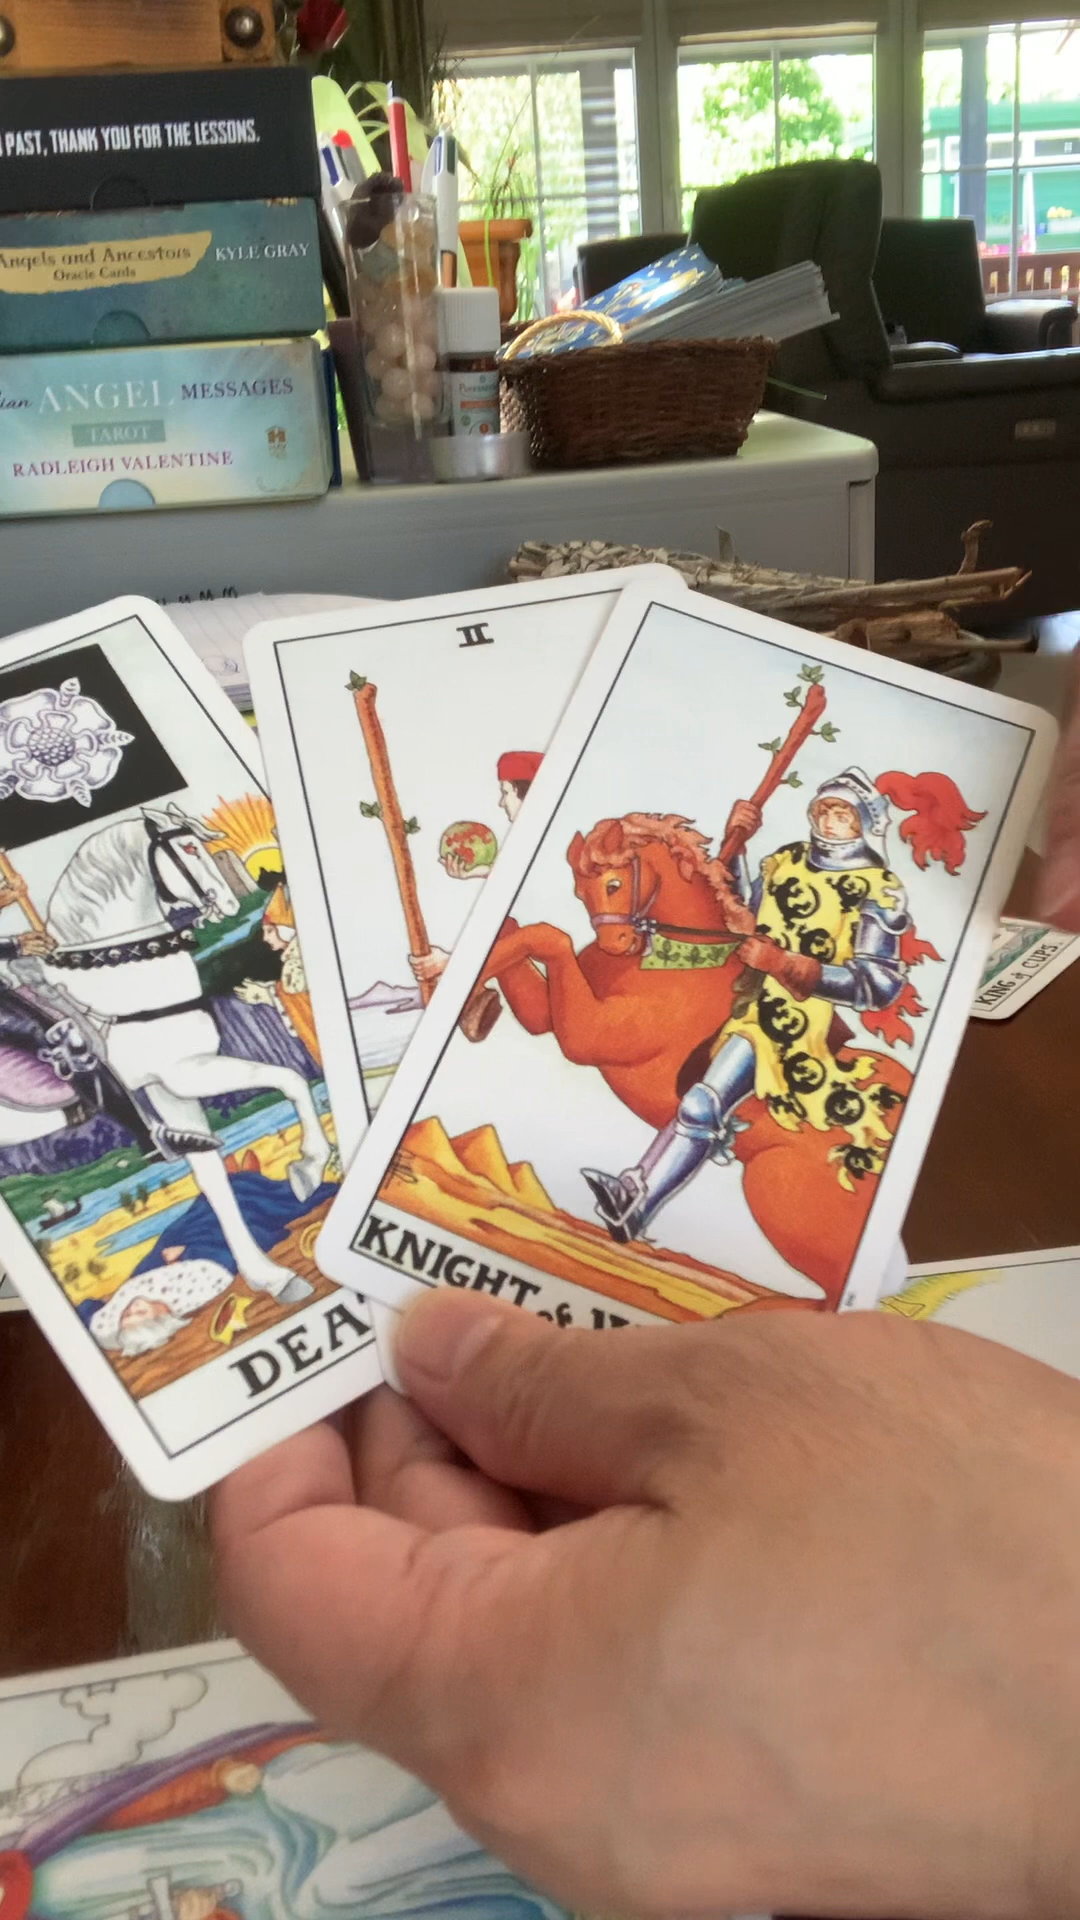 PAST, THANK YOU FOR THE LESSONS.
Angels and Ancestors
Oracle Cards
KYLE GRAY
ANGEL MESSAGES
TAROT
RADLEIGH VALENTINE
II
KING of CUPS.
KNIGHT of